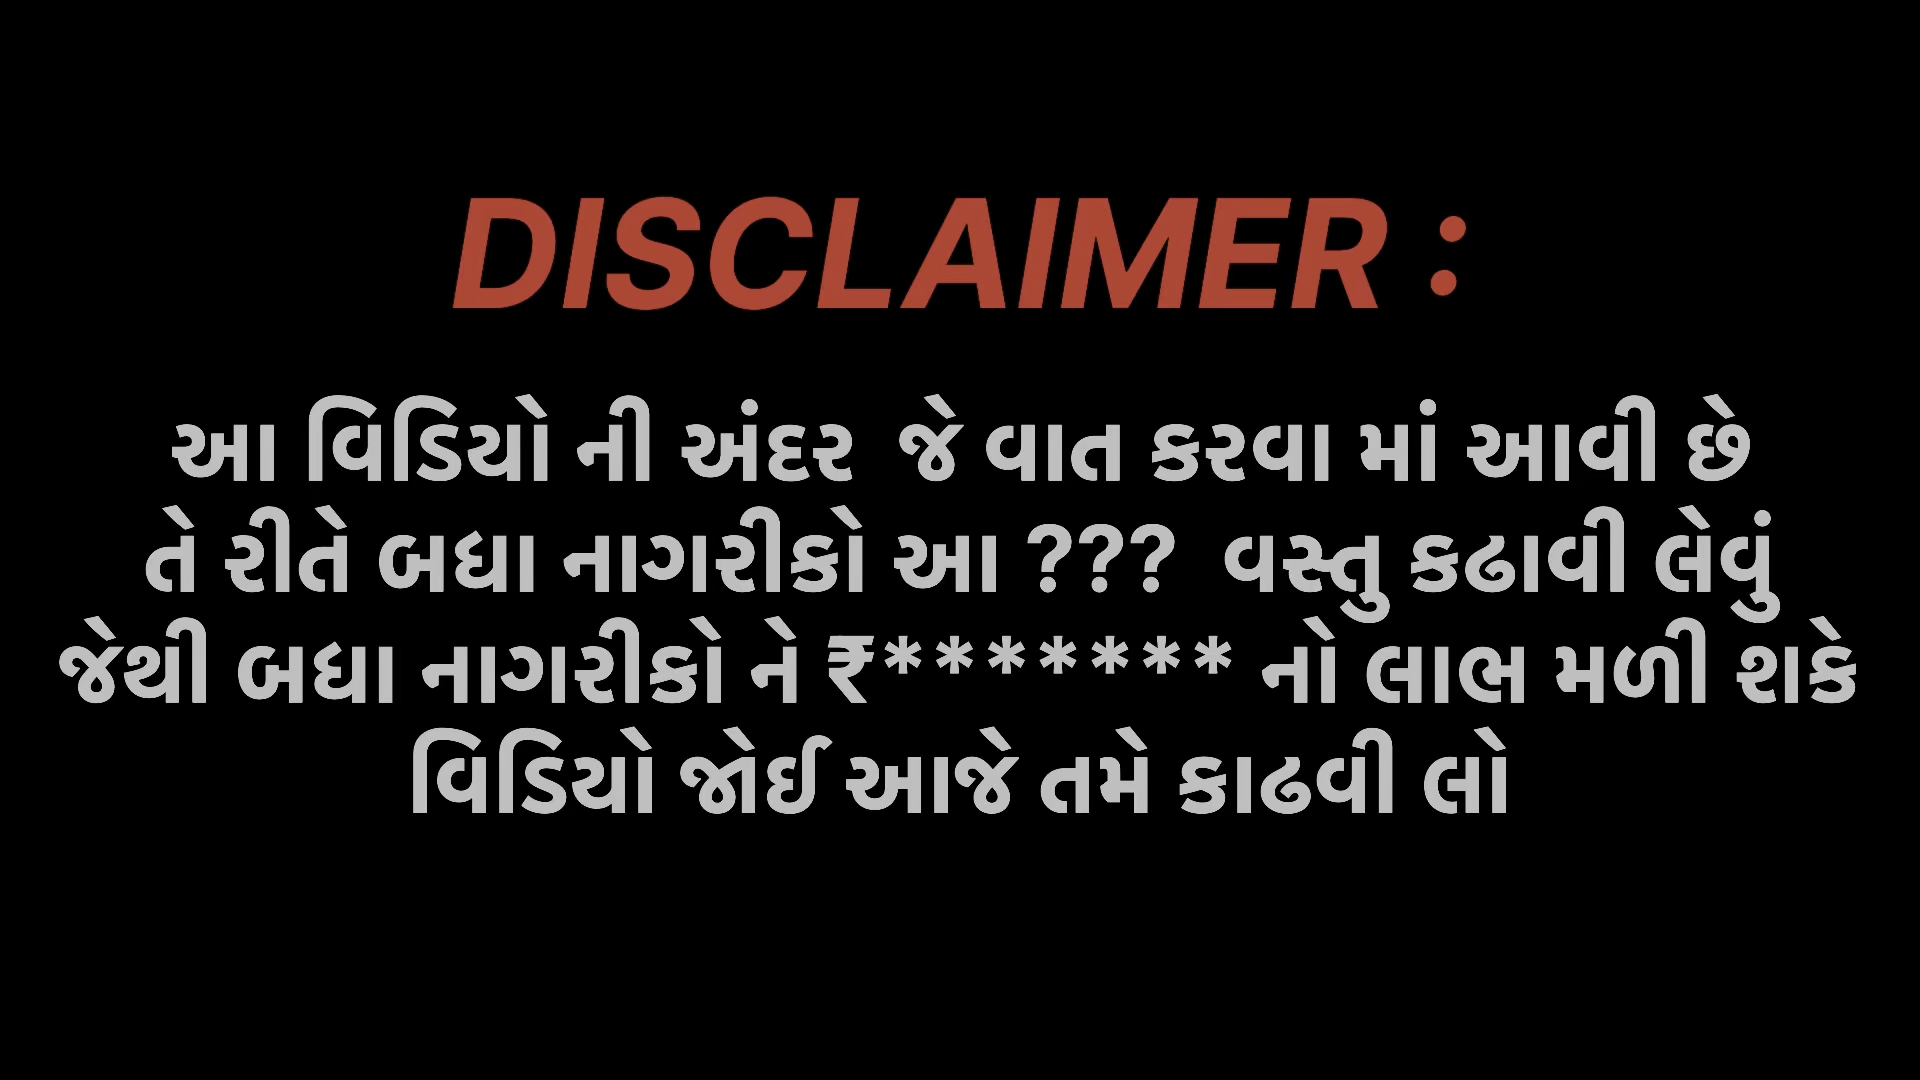 DISCLAIMER :
આ વિડિયો ની અંદર  જે વાત કરવા માં આવી છે
તે રીતે બધા નાગરીકો આ ???  વસ્તુ કઢાવી લેવું
જેથી બધા નાગરીકો ને ₹******* નો લાભ મળી શકે
વિડિયો જોઈ આજે તમે કાઢવી લો